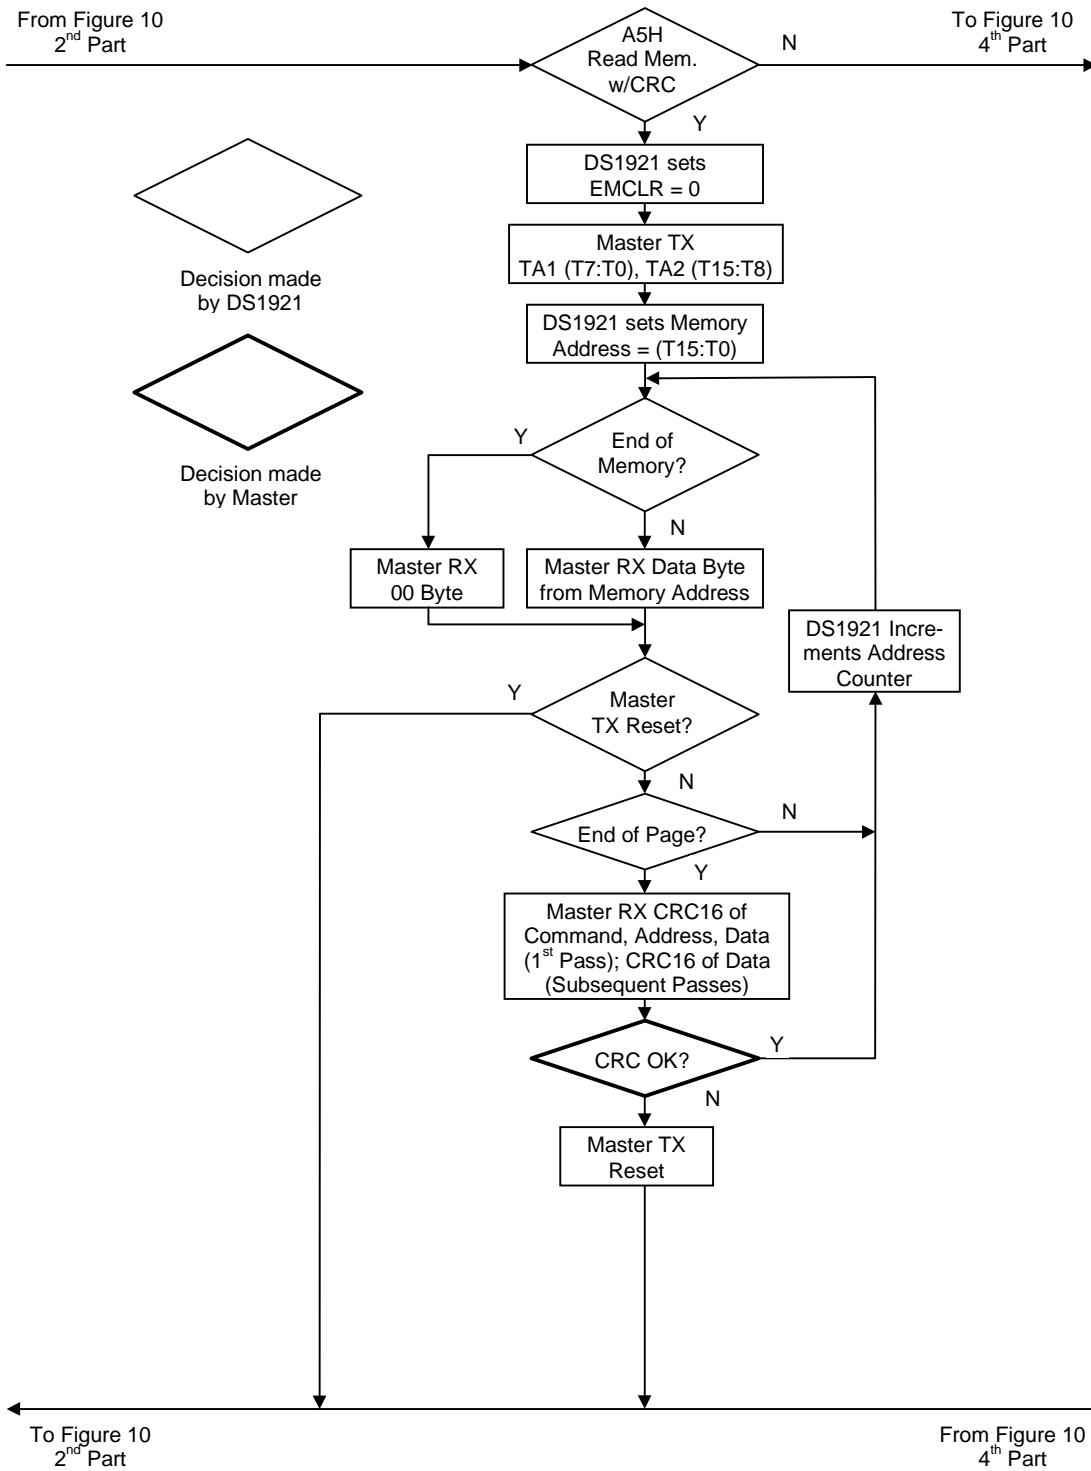 From Figure 10
2nd Part
To Figure 10
4th Part
A5H
Read Mem.
w/CRC
N
Y
DS1921 sets
EMCLR = 0
Master TX
TA1 (T7:T0), TA2 (T15:T8)
DS1921 sets Memory
Address = (T15:T0)
Decision made
by DS1921
Decision made
by Master
End of
Memory?
Y
N
Master RX
00 Byte
Master RX Data Byte
from Memory Address
DS1921 Incre-
ments Address
Counter
Master
TX Reset?
Y
N
End of Page?
N
Y
Master RX CRC16 of
Command, Address, Data
(1st Pass); CRC16 of Data
(Subsequent Passes)
CRC OK?
Y
N
Master TX
Reset
To Figure 10
2nd Part
From Figure 10
4th Part